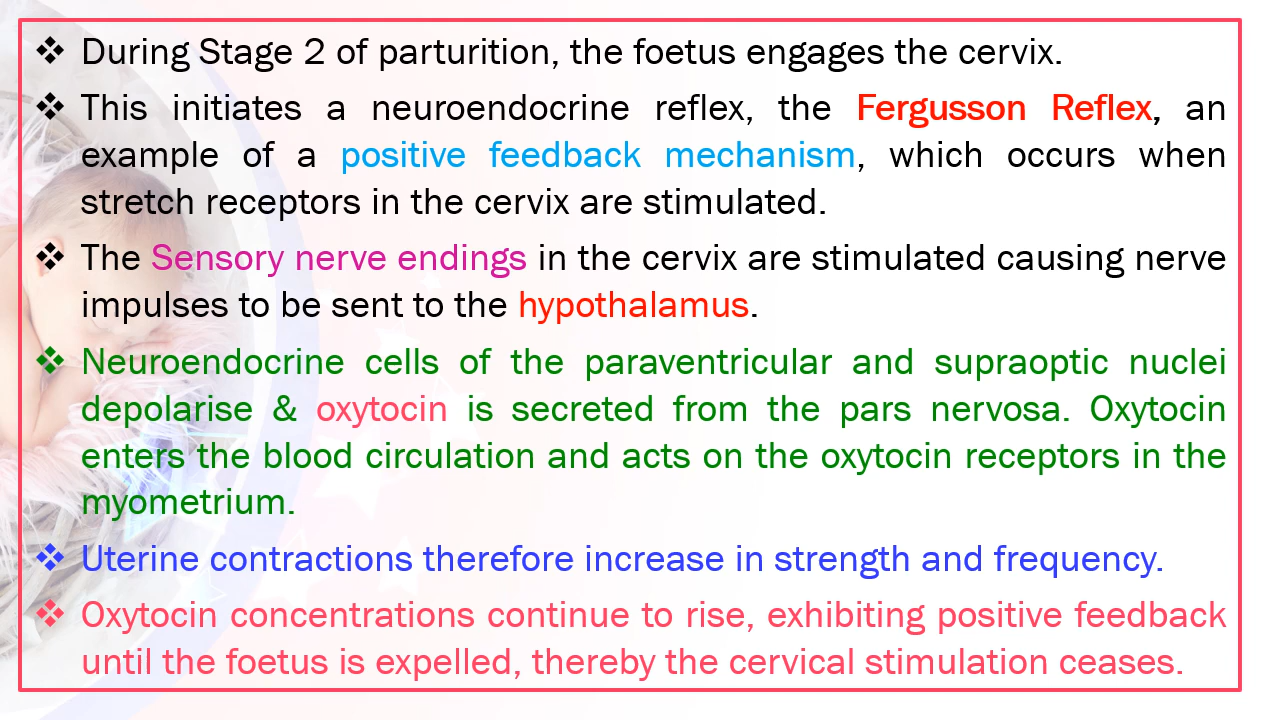 ❖ During Stage 2 of parturition, the foetus engages the cervix.
❖ This initiates a neuroendocrine reflex, the Fergusson Reflex, an
example of a positive feedback mechanism, which occurs when
stretch receptors in the cervix are stimulated.
❖ The Sensory nerve endings in the cervix are stimulated causing nerve
impulses to be sent to the hypothalamus.
❖ Neuroendocrine cells of the paraventricular and supraoptic nuclei
depolarise & oxytocin is secreted from the pars nervosa. Oxytocin
enters the blood circulation and acts on the oxytocin receptors in the
myometrium.
❖ Uterine contractions therefore increase in strength and frequency.
❖ Oxytocin concentrations continue to rise, exhibiting positive feedback
until the foetus is expelled, thereby the cervical stimulation ceases.